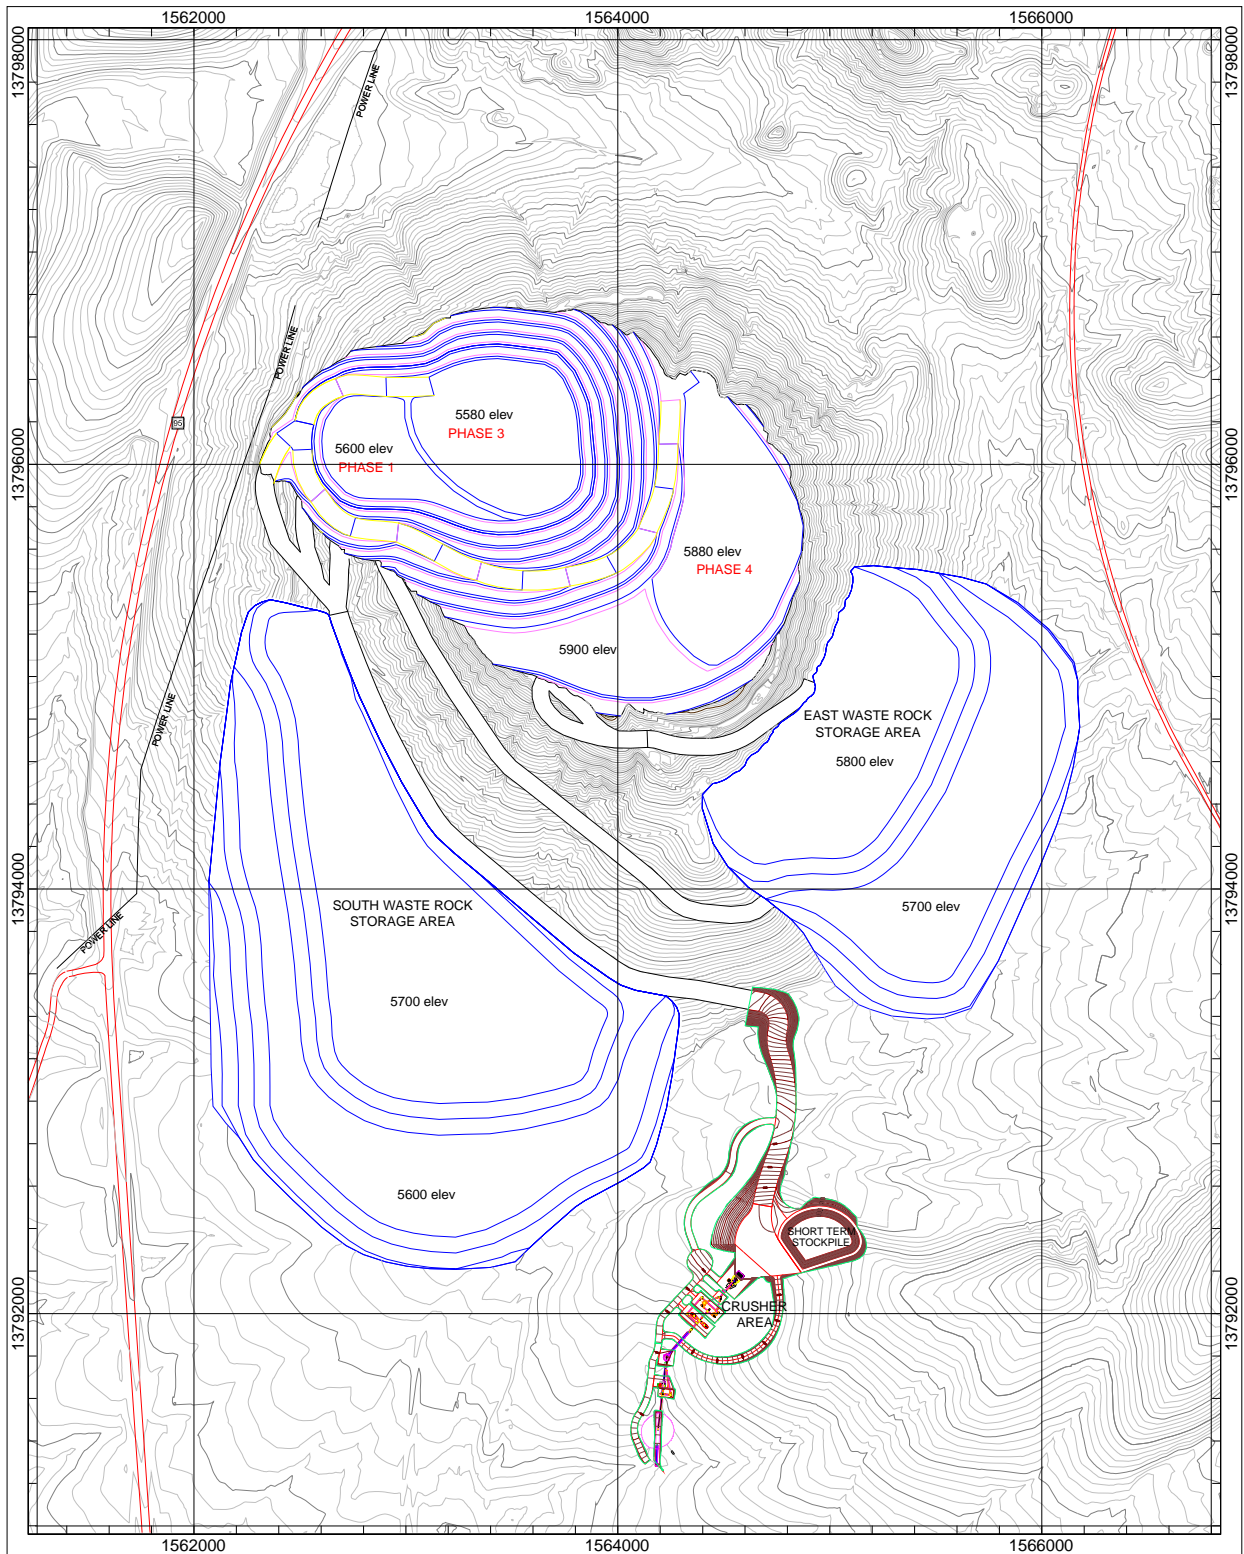 1562000
1564000
1566000
13798000
13798000
POWER LINE
POWER LINE
95
5580 elev
PHASE 3
5600 elev
PHASE 1
13796000
13796000
5880 elev
PHASE 4
5900 elev
POWER LINE
EAST WASTE ROCK
STORAGE AREA
5800 elev
13794000
13794000
SOUTH WASTE ROCK
STORAGE AREA
POWER LINE
5700 elev
5700 elev
5600 elev
SHORT TERM
STOCKPILE
13792000
13792000
CRUSHER
AREA
1562000
1564000
1566000